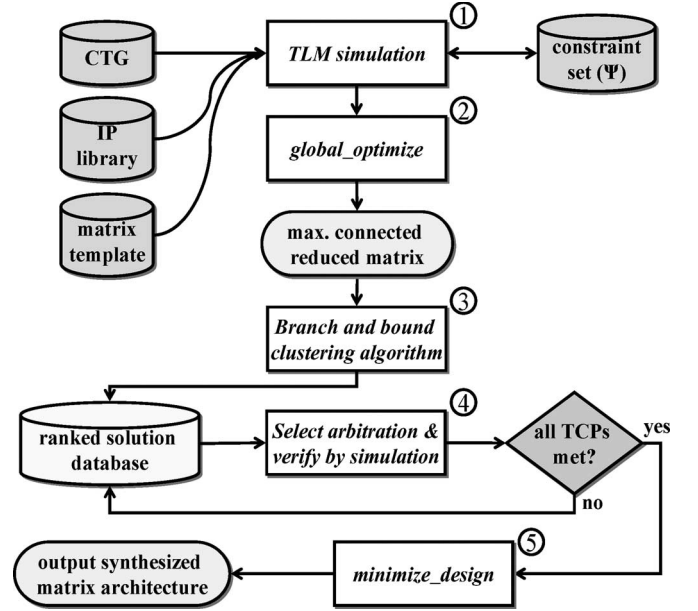 ①
CTG
TLM simulation
constraint
set (Ψ)
②
IP
library
global_optimize
matrix
template
max. connected
reduced matrix
③
Branch and bound
clustering algorithm
④
ranked solution
database
Select arbitration &
verify by simulation
all TCPs
met?
yes
no
⑤
output synthesized
matrix architecture
minimize_design